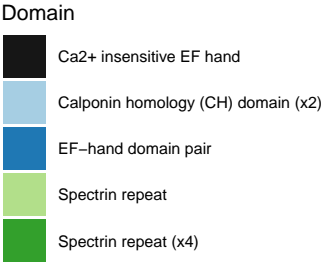 Domain
Ca2+ insensitive EF hand
Calponin homology (CH) domain (x2)
EF−hand domain pair
Spectrin repeat
Spectrin repeat (x4)